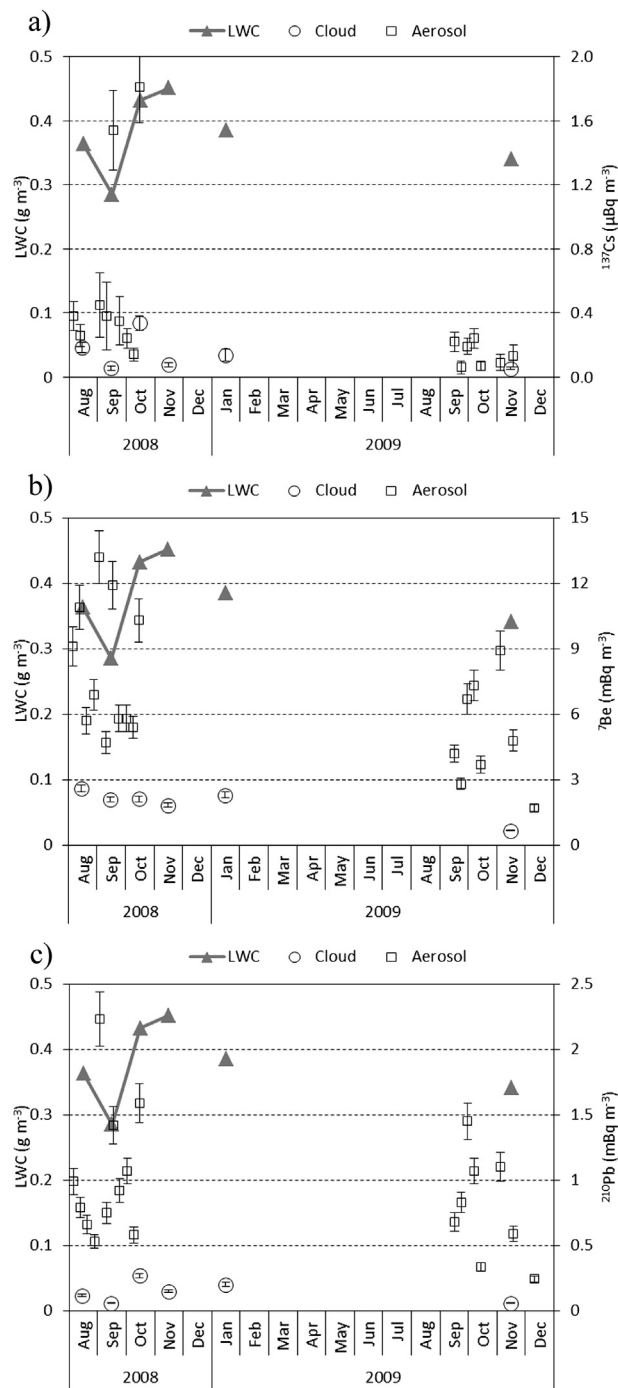 a)
LWC Cloud Aerosol
0.5 2.0
0.4 1.6
0.3 1.2
0.2 0.8
0.1 0.4
0 0.0
LWC (g m-3)
137Cs (µBq m-3)
Aug Sep Oct Nov Dec Jan Feb Mar Apr May Jun Jul Aug Sep Oct Nov Dec
2008 2009
b)
LWC Cloud Aerosol
0.5 15
0.4 12
0.3 9
0.2 6
0.1 3
0 0
LWC (g m-3)
7Be (mBq m-3)
Aug Sep Oct Nov Dec Jan Feb Mar Apr May Jun Jul Aug Sep Oct Nov Dec
2008 2009
c)
LWC Cloud Aerosol
0.5 2.5
0.4 2
0.3 1.5
0.2 1
0.1 0.5
0 0
LWC (g m-3)
210Pb (mBq m-3)
Aug Sep Oct Nov Dec Jan Feb Mar Apr May Jun Jul Aug Sep Oct Nov Dec
2008 2009